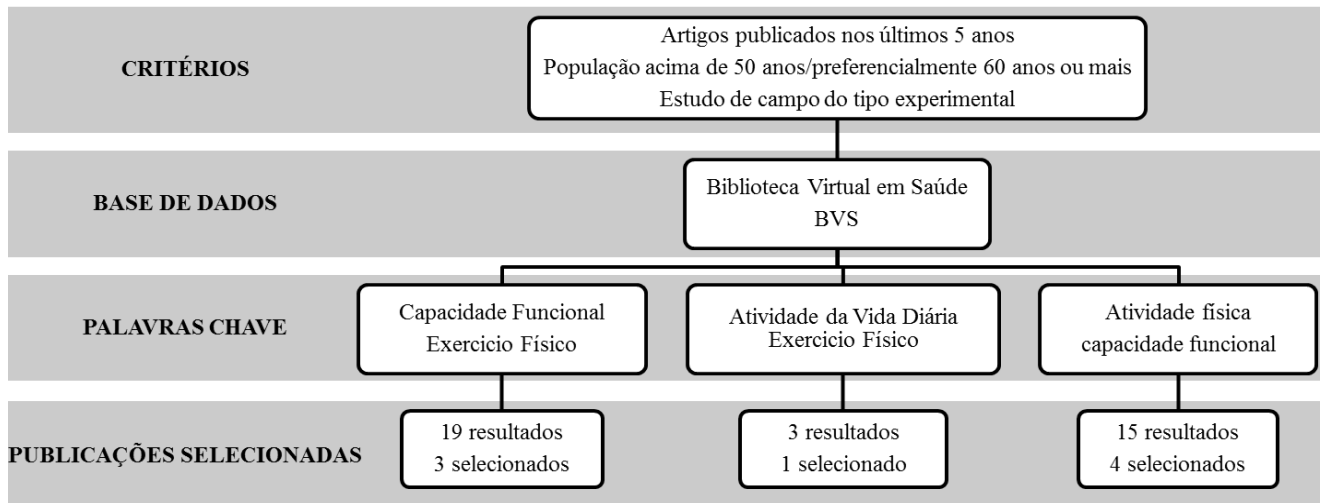 CRITÉRIOS
Artigos publicados nos últimos 5 anos
População acima de 50 anos/preferencialmente 60 anos ou mais
Estudo de campo do tipo experimental
BASE DE DADOS
Biblioteca Virtual em Saúde
BVS
PALAVRAS CHAVE
Capacidade Funcional
Exercicio Físico
Atividade da Vida Diária
Exercicio Físico
Atividade física
capacidade funcional
PUBLICAÇÕES SELECIONADAS
19 resultados
3 selecionados
3 resultados
1 selecionado
15 resultados
4 selecionados